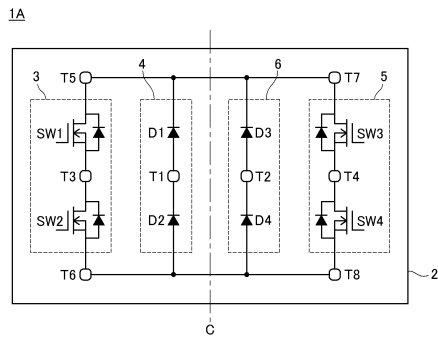 1A
3 4 6 5
T5 T7
SW1 D1 D3 SW3
T3 T1 T2 T4
SW2 D2 D4 SW4
T6 T8
2
C